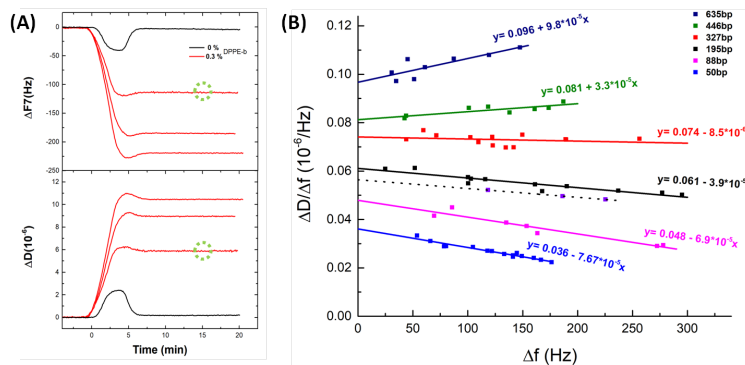 (A)
0 %
DPPE-b
0.3 %
ΔF7(Hz)
0
-50
-100
-150
-200
-250
ΔD(10⁻⁶)
12
10
8
6
4
2
0
0 5 10 15 20
Time (min)
(B)
ΔD/Δf (10⁻⁶/Hz)
0.12
0.10
0.08
0.06
0.04
0.02
0.00
y= 0.096 + 9.8*10⁻⁵x
y= 0.081 + 3.3*10⁻⁵x
y= 0.074 - 8.5*10⁻⁶
y= 0.061 - 3.9*10⁻⁵
y= 0.048 - 6.9*10⁻⁵x
y= 0.036 - 7.67*10⁻⁵x
635bp
446bp
327bp
195bp
88bp
50bp
0 50 100 150 200 250 300
Δf (Hz)